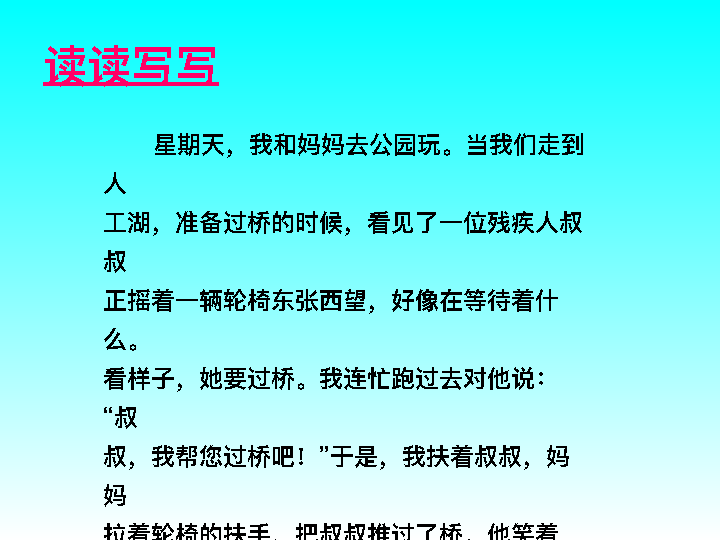 读读写写
星期天，我和妈妈去公园玩。当我们走到
人
工湖，准备过桥的时候，看见了一位残疾人叔
叔
正摇着一辆轮椅东张西望，好像在等待着什
么。
看样子，她要过桥。我连忙跑过去对他说：
“叔
叔，我帮您过桥吧！”于是，我扶着叔叔，妈
妈
拉着轮椅的扶手，把叔叔推过了桥，他笑着